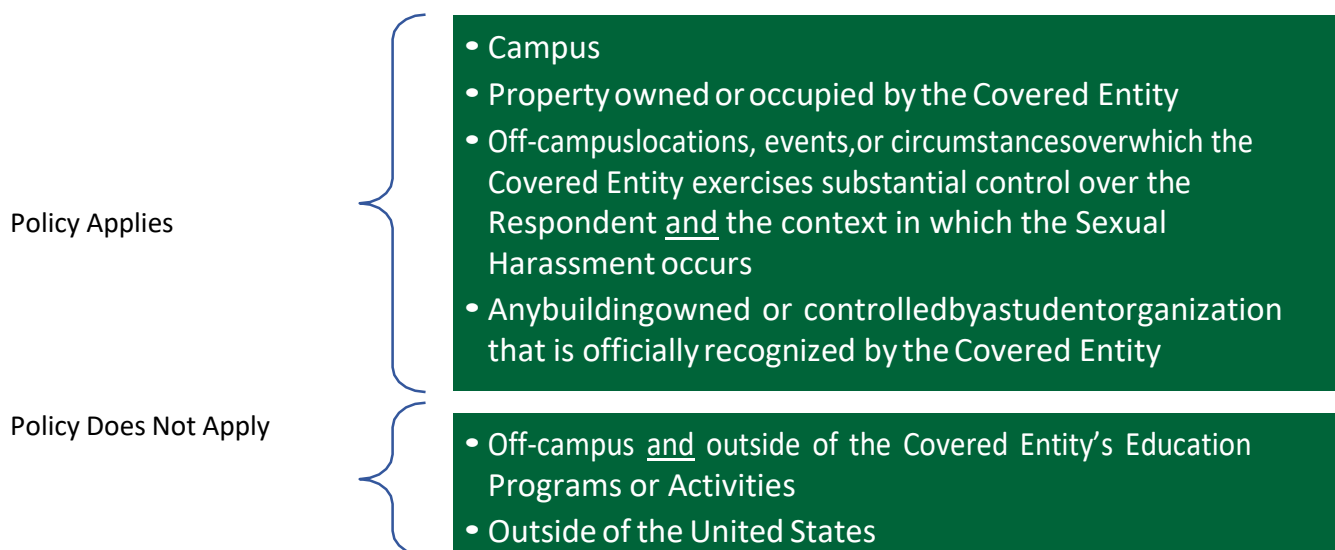 • Campus
• Property owned or occupied by the Covered Entity
• Off-campuslocations, events,or circumstancesoverwhich the
Covered Entity exercises substantial control over the
Respondent and the context in which the Sexual
Harassment occurs
• Anybuildingowned or controlledbyastudentorganization
that is officially recognized by the Covered Entity
Policy Applies
Policy Does Not Apply
• Off-campus and outside of the Covered Entity’s Education
Programs or Activities
• Outside of the United States